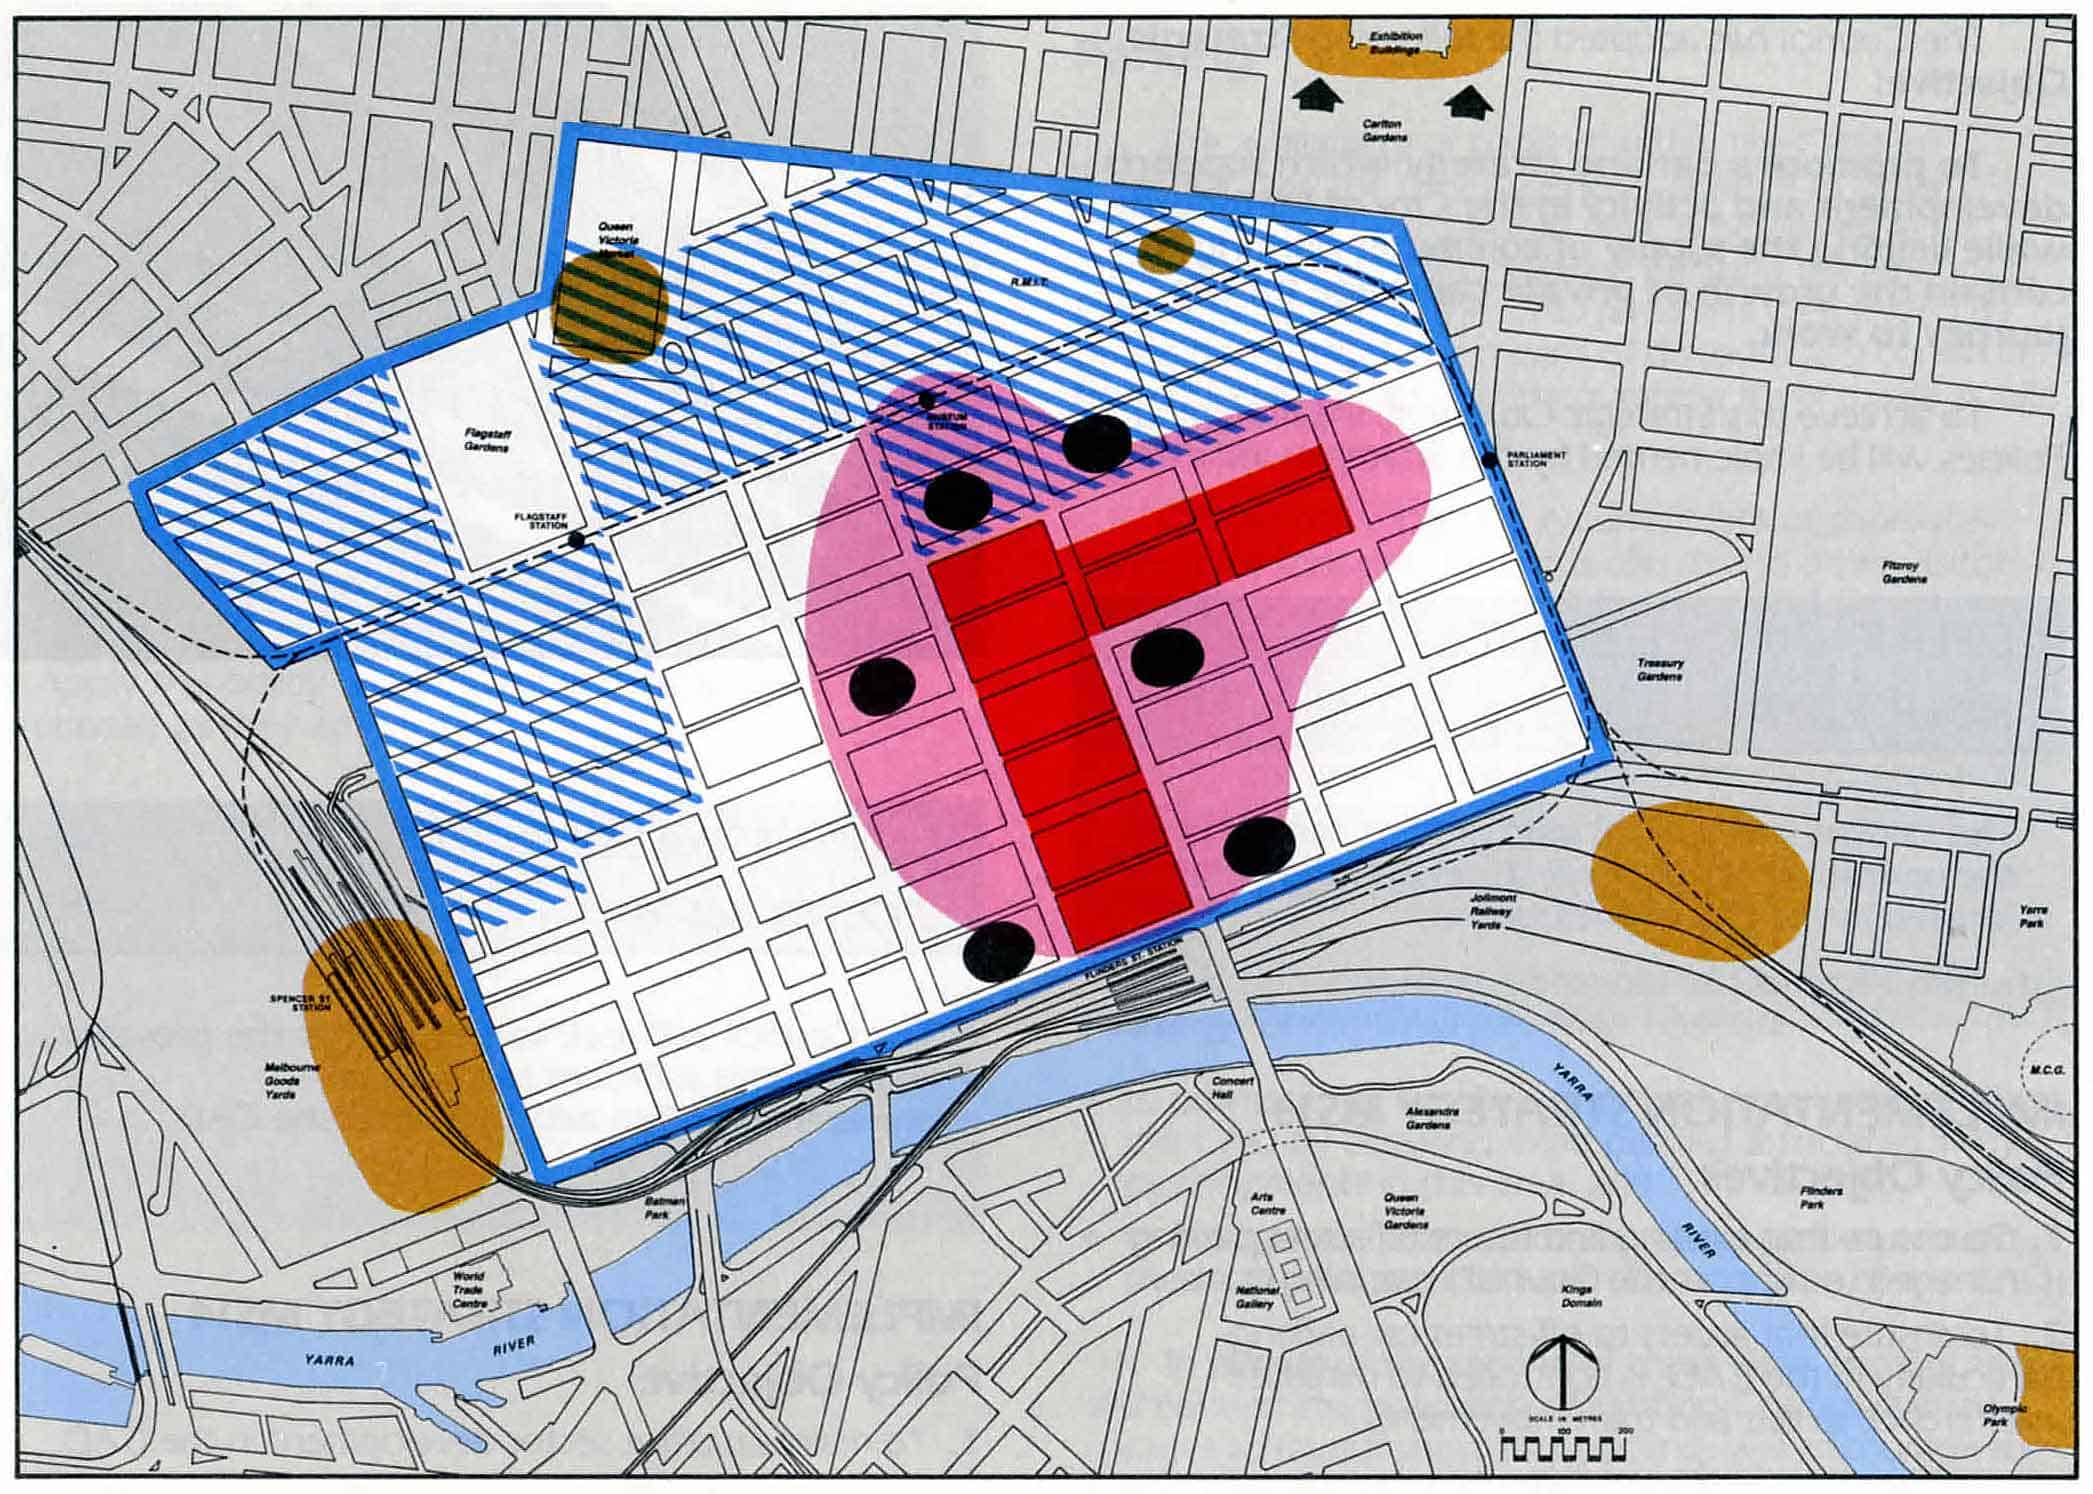 Exhibition
Buildings
Carlton
Gardens
Queen
Victoria
Market
R.M.I.T.
MUSEUM
STATION
Flagstaff
Gardens
PARLIAMENT
STATION
FLAGSTAFF
STATION
Fitzroy
Gardens
Treasury
Gardens
Jolimont
Railway
Yards
Yarra
Park
FLINDERS ST. STATION
SPENCER ST
STATION
Melbourne
Goods
Yards
M.C.G.
YARRA
Concert
Hall
Alexandra
Gardens
Batman
Park
Arts
Centre
Queen
Victoria
Gardens
Flinders
Park
RIVER
World
Trade
Centre
National
Gallery
Kings
Domain
YARRA
RIVER
Olympic
Park
SCALE IN METRES
0 100 200